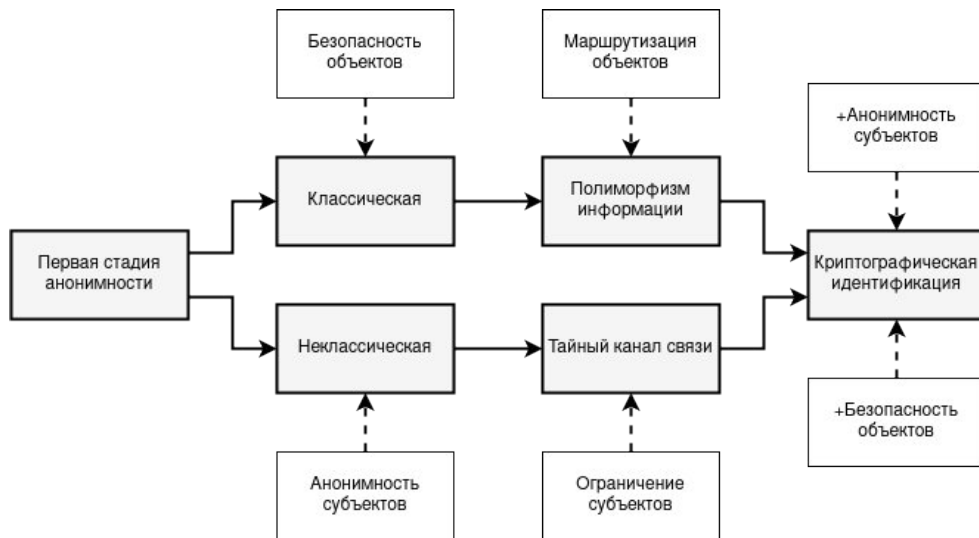 Безопасность
объектов
Маршрутизация
объектов
+Анонимность
субъектов
Классическая
Полиморфизм
информации
Первая стадия
анонимности
Криптографическая
идентификация
Неклассическая
Тайный канал связи
+Безопасность
объектов
Анонимность
субъектов
Ограничение
субъектов